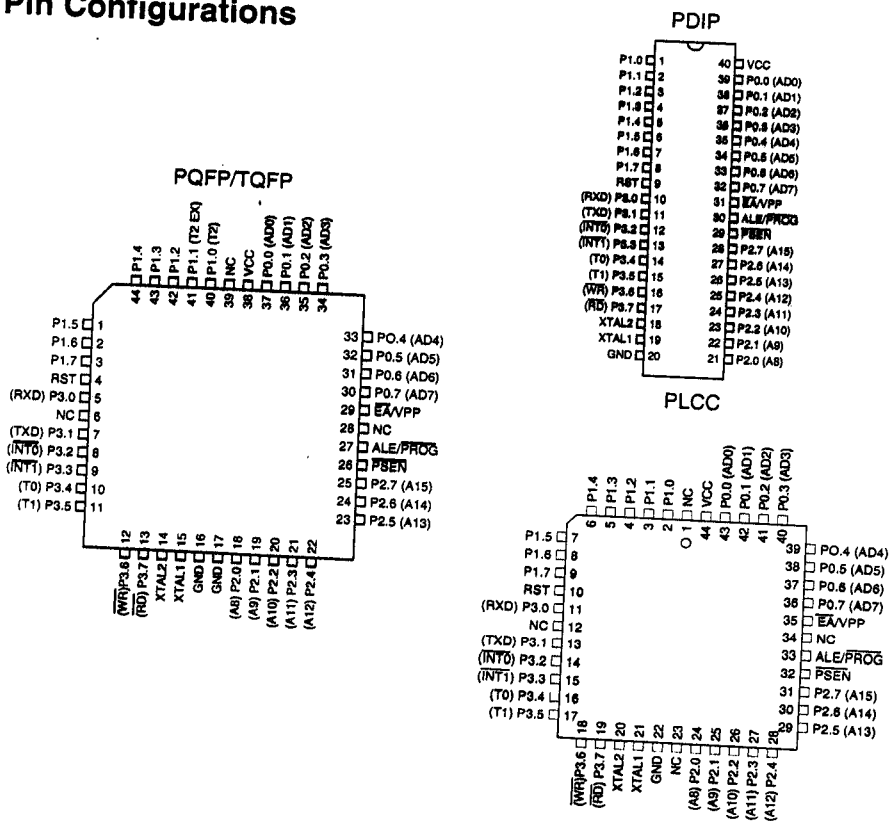 Pin Configurations
PDIP
P1.0 1
P1.1 2
P1.2 3
P1.3 4
P1.4 5
P1.5 6
P1.6 7
P1.7 8
RST 9
(RXD) P3.0 10
(TXD) P3.1 11
(INT0) P3.2 12
(INT1) P3.3 13
(T0) P3.4 14
(T1) P3.5 15
(WR) P3.6 16
(RD) P3.7 17
XTAL2 18
XTAL1 19
GND 20
40 VCC
39 P0.0 (AD0)
38 P0.1 (AD1)
37 P0.2 (AD2)
36 P0.3 (AD3)
35 P0.4 (AD4)
34 P0.5 (AD5)
33 P0.6 (AD6)
32 P0.7 (AD7)
31 EA/VPP
30 ALE/PROG
29 PSEN
28 P2.7 (A15)
27 P2.6 (A14)
26 P2.5 (A13)
25 P2.4 (A12)
24 P2.3 (A11)
23 P2.2 (A10)
22 P2.1 (A9)
21 P2.0 (A8)
PQFP/TQFP
44 P1.4
43 P1.3
42 P1.2
41 P1.1 (T2 EX)
40 P1.0 (T2)
39 NC
38 VCC
37 P0.0 (AD0)
36 P0.1 (AD1)
35 P0.2 (AD2)
34 P0.3 (AD3)
P1.5 1
P1.6 2
P1.7 3
RST 4
(RXD) P3.0 5
NC 6
(TXD) P3.1 7
(INT0) P3.2 8
(INT1) P3.3 9
(T0) P3.4 10
(T1) P3.5 11
33 PO.4 (AD4)
32 P0.5 (AD5)
31 P0.6 (AD6)
30 P0.7 (AD7)
29 EA/VPP
28 NC
27 ALE/PROG
26 PSEN
25 P2.7 (A15)
24 P2.6 (A14)
23 P2.5 (A13)
(WR)P3.6 12
(RD) P3.7 13
XTAL2 14
XTAL1 15
GND 16
GND 17
(A8) P2.0 18
(A9) P2.1 19
(A10) P2.2 20
(A11) P2.3 21
(A12) P2.4 22
PLCC
6 P1.4
5 P1.3
4 P1.2
3 P1.1
2 P1.0
1 NC
44 VCC
43 P0.0 (AD0)
42 P0.1 (AD1)
41 P0.2 (AD2)
40 P0.3 (AD3)
P1.5 7
P1.6 8
P1.7 9
RST 10
(RXD) P3.0 11
NC 12
(TXD) P3.1 13
(INT0) P3.2 14
(INT1) P3.3 15
(T0) P3.4 16
(T1) P3.5 17
39 PO.4 (AD4)
38 P0.5 (AD5)
37 P0.6 (AD6)
36 P0.7 (AD7)
35 EA/VPP
34 NC
33 ALE/PROG
32 PSEN
31 P2.7 (A15)
30 P2.6 (A14)
29 P2.5 (A13)
(WR)P3.6 18
(RD) P3.7 19
XTAL2 20
XTAL1 21
GND 22
NC 23
(A8) P2.0 24
(A9) P2.1 25
(A10) P2.2 26
(A11) P2.3 27
(A12) P2.4 28